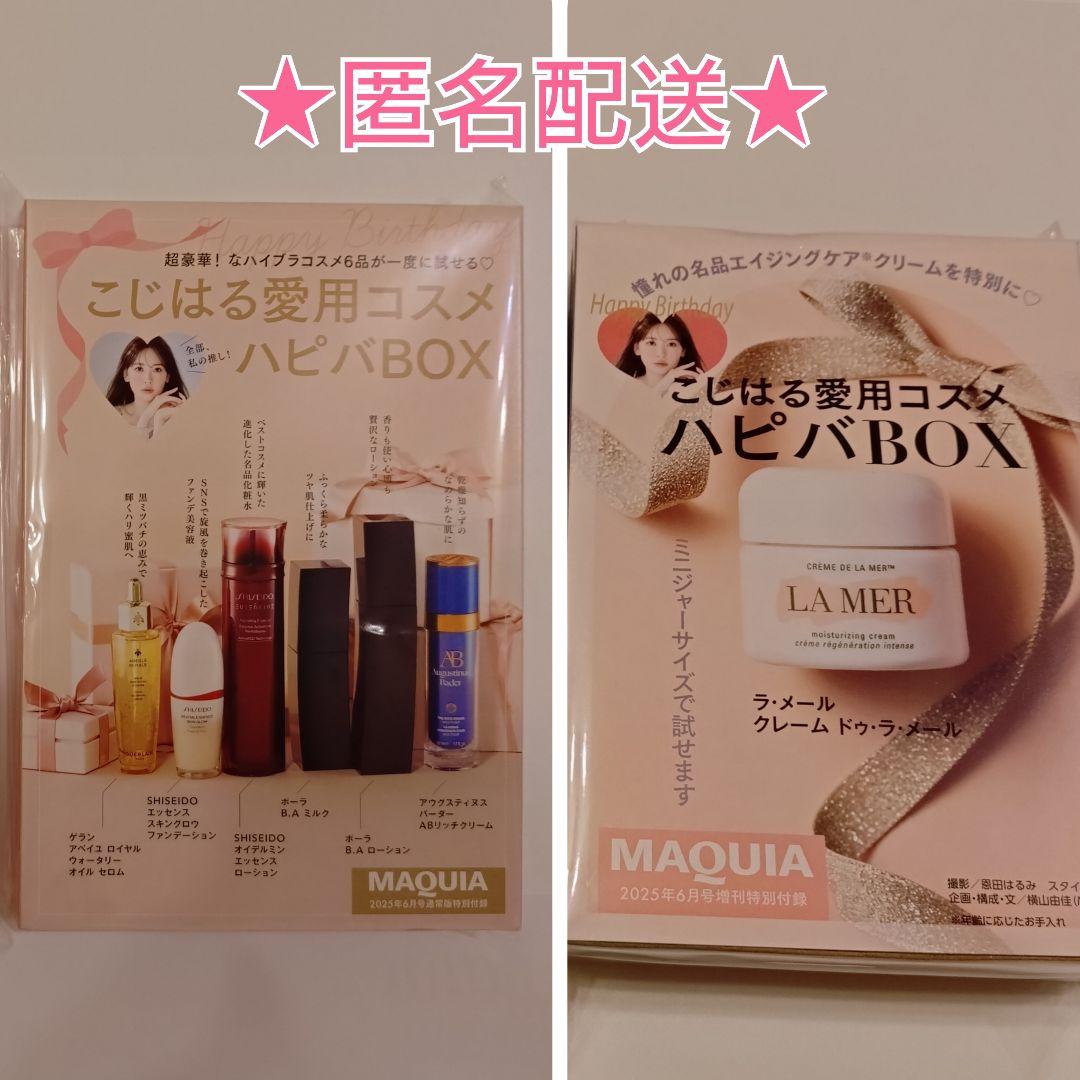 ★匿名配送★
Happy Birthday
超豪華！なハイプラコスメ6品が一度に試せる♡
こじはる愛用コスメ
ハピバBOX
全部、
私の推し！
黒ミツバチの恵みで
輝くハリ蜜肌へ
SNSで旋風を巻き起こした
ファンデ美容液
ベストコスメに輝いた
進化した名品化粧水
ふっくら柔らかな
ツヤ肌仕上げに
香りも使い心地も
贅沢なローション
乾燥知らずの
なめらかな肌に
GUERLAIN
SHISEIDO
SHISEIDO
AB
Augustinus
Bader
ゲラン
アベイユ ロイヤル
ウォータリー
オイル セロム
SHISEIDO
エッセンス
スキングロウ
ファンデーション
SHISEIDO
オイデルミン
エッセンス
ローション
ポーラ
B.A ミルク
ポーラ
B.A ローション
アウグスティヌス
バーダー
ABリッチクリーム
MAQUIA
2025年6月号通常版特別付録
憧れの名品エイジングケア※クリームを特別に♡
Happy Birthday
こじはる愛用コスメ
ハピバBOX
ミニジャーサイズで試せます
CRÈME DE LA MER™
LA MER
moisturizing cream
crème régénération intense
ラ・メール
クレーム ドゥ・ラ・メール
MAQUIA
2025年6月号増刊特別付録
撮影／恩田はるみ スタイ
企画・構成・文／横山由佳
※年齢に応じたお手入れ